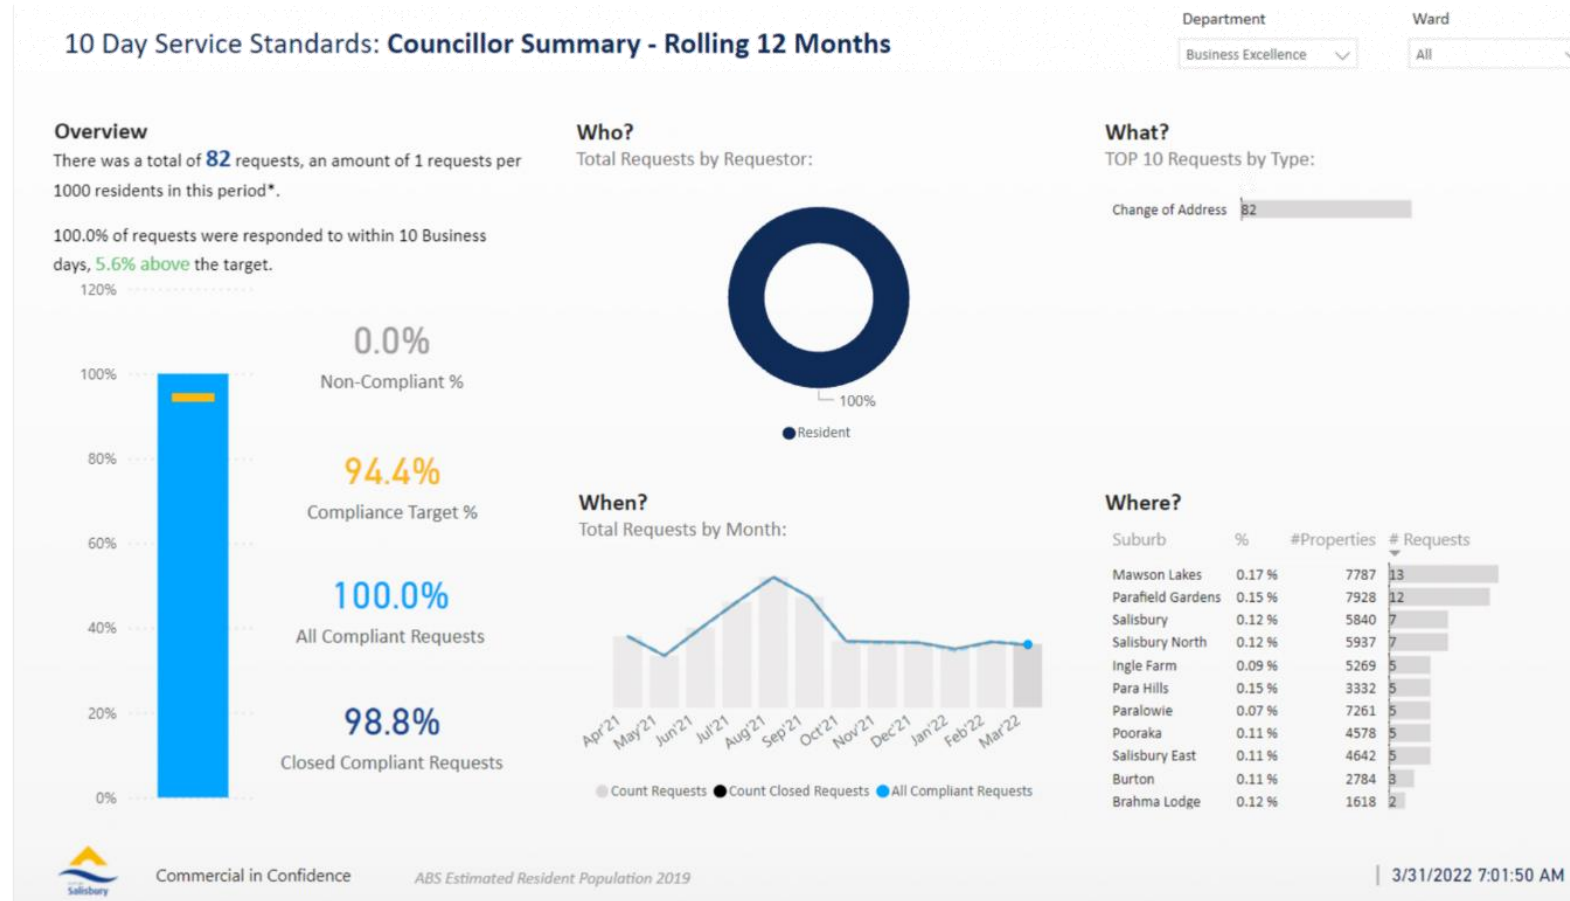 10 Day Service Standards: Councillor Summary - Rolling 12 Months
Department
Ward
Business Excellence
All
Overview
There was a total of 82 requests, an amount of 1 requests per
1000 residents in this period*.
100.0% of requests were responded to within 10 Business
days, 5.6% above the target.
120%
100%
80%
60%
40%
20%
0%
0.0%
Non-Compliant %
94.4%
Compliance Target %
100.0%
All Compliant Requests
98.8%
Closed Compliant Requests
Who?
Total Requests by Requestor:
100%
Resident
What?
TOP 10 Requests by Type:
Change of Address 82
When?
Total Requests by Month:
Apr'21 May'21 Jun'21 Jul'21 Aug'21 Sep'21 Oct'21 Nov'21 Dec'21 Jan'22 Feb'22 Mar'22
Count Requests Count Closed Requests All Compliant Requests
Where?
Suburb % #Properties # Requests
Mawson Lakes 0.17 % 7787 13
Parafield Gardens 0.15 % 7928 12
Salisbury 0.12 % 5840 7
Salisbury North 0.12 % 5937 7
Ingle Farm 0.09 % 5269 5
Para Hills 0.15 % 3332 5
Paralowie 0.07 % 7261 5
Pooraka 0.11 % 4578 5
Salisbury East 0.11 % 4642 5
Burton 0.11 % 2784 3
Brahma Lodge 0.12 % 1618 2
Salisbury
Commercial in Confidence
ABS Estimated Resident Population 2019
3/31/2022 7:01:50 AM